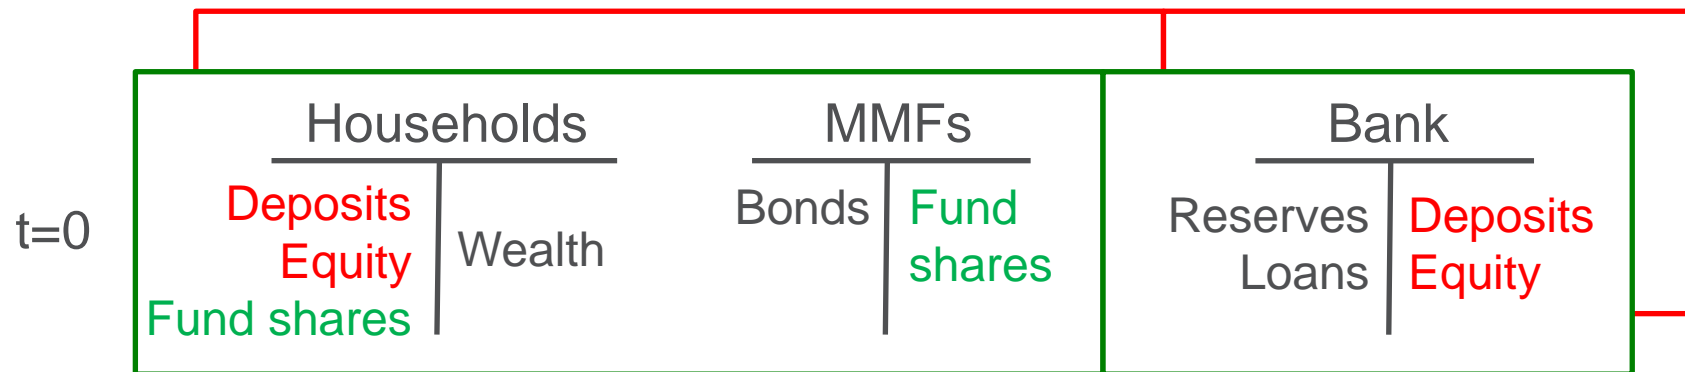 Households
MMFs
Bank
t=0
Deposits
Equity
Fund shares
Wealth
Bonds
Fund
shares
Reserves
Loans
Deposits
Equity